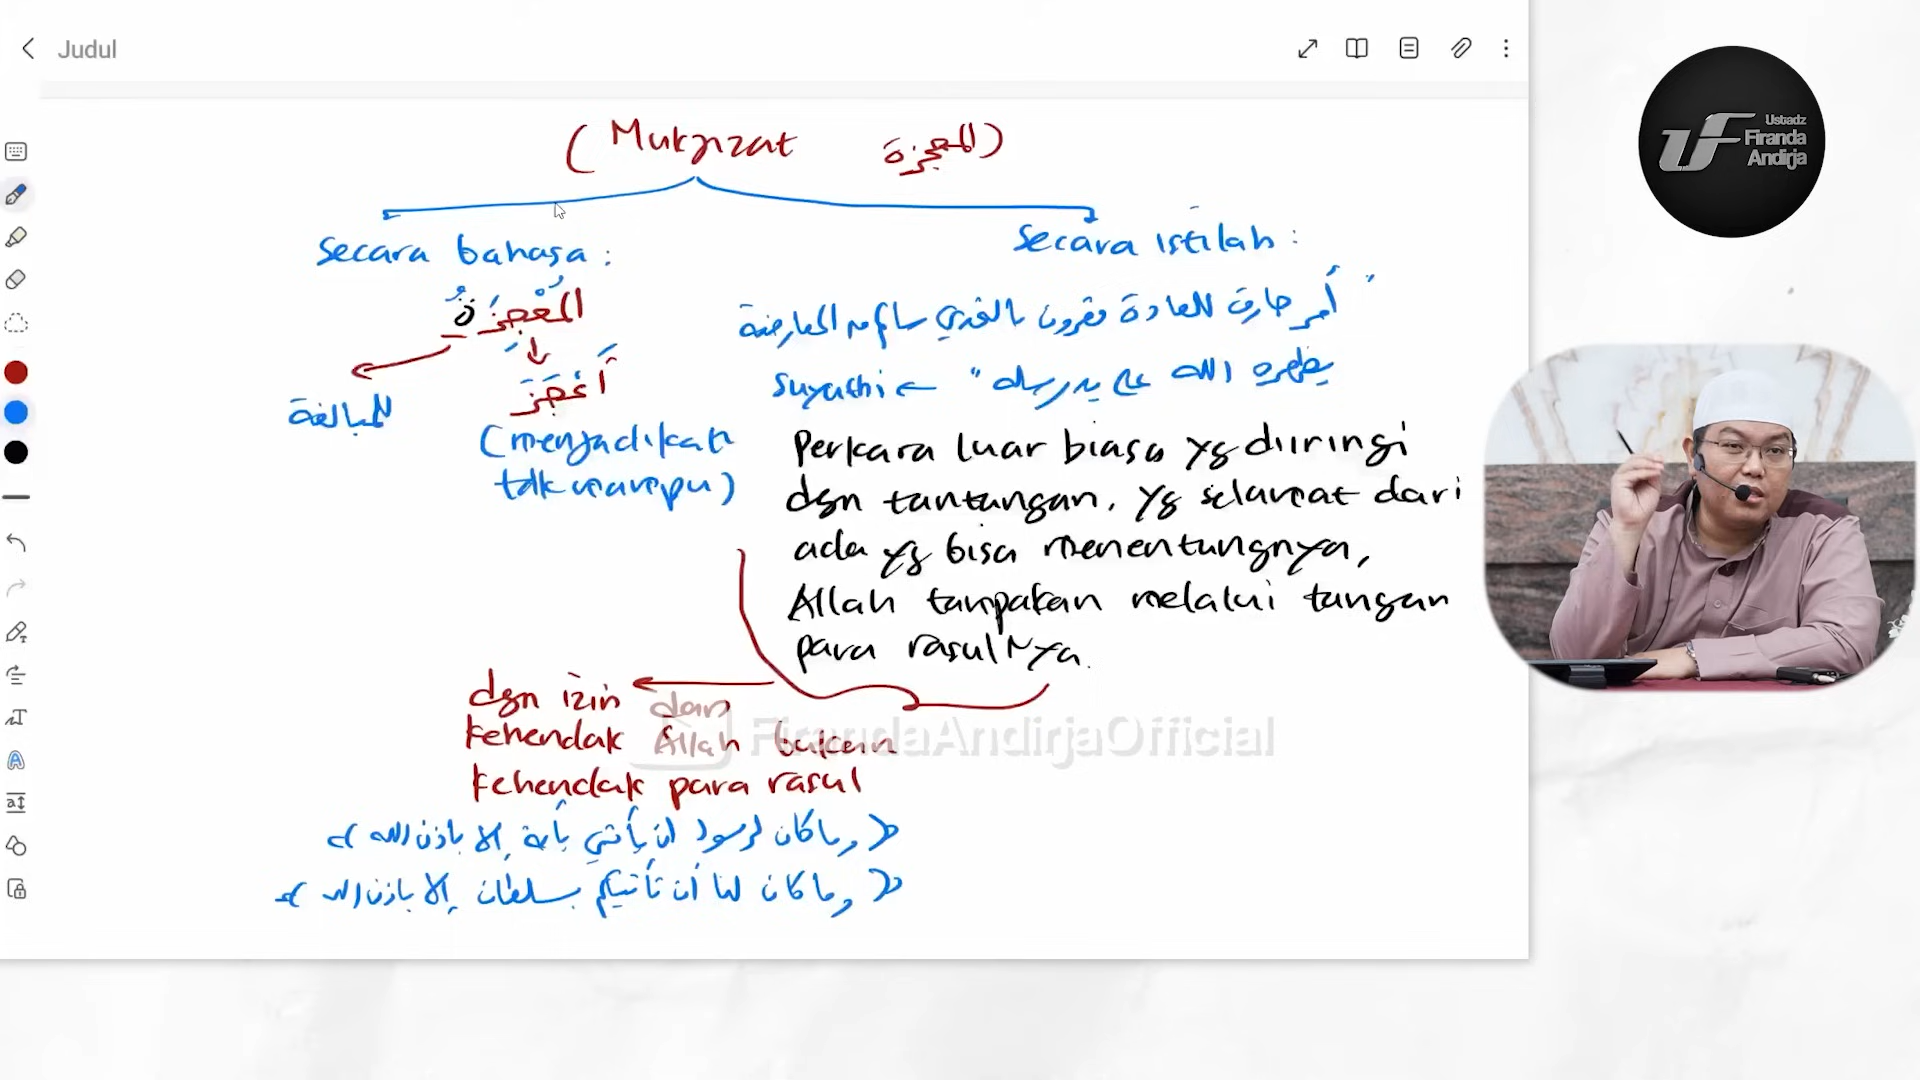 Judul
Ustadz
Firanda
Andirja
( Mukjizat المعجزة )
Secara bahasa :
Secara istilah :
المُعْجِزَةُ
أمر خارق للعادة مقرون بالتحدي سالم من المعارضة "
للمبالغة
أَعْجَزَ
يظهره الله على يد رسله " ← Suyuthi
(menjadikan
tdk mampu)
Perkara luar biasa yg diiringi
dgn tantangan, yg selamat dari
ada yg bisa menentangnya,
Allah tampakan melalui tangan
para rasulNya.
dgn izin dan
kehendak Allah bukan
kehendak para rasul
FirandaAndirjaOfficial
﴿ وما كان لرسول أن يأتي بأية إلا بإذن الله ﴾
﴿ وما كان لنا أن نأتيكم بسلطان إلا بإذن الله ﴾